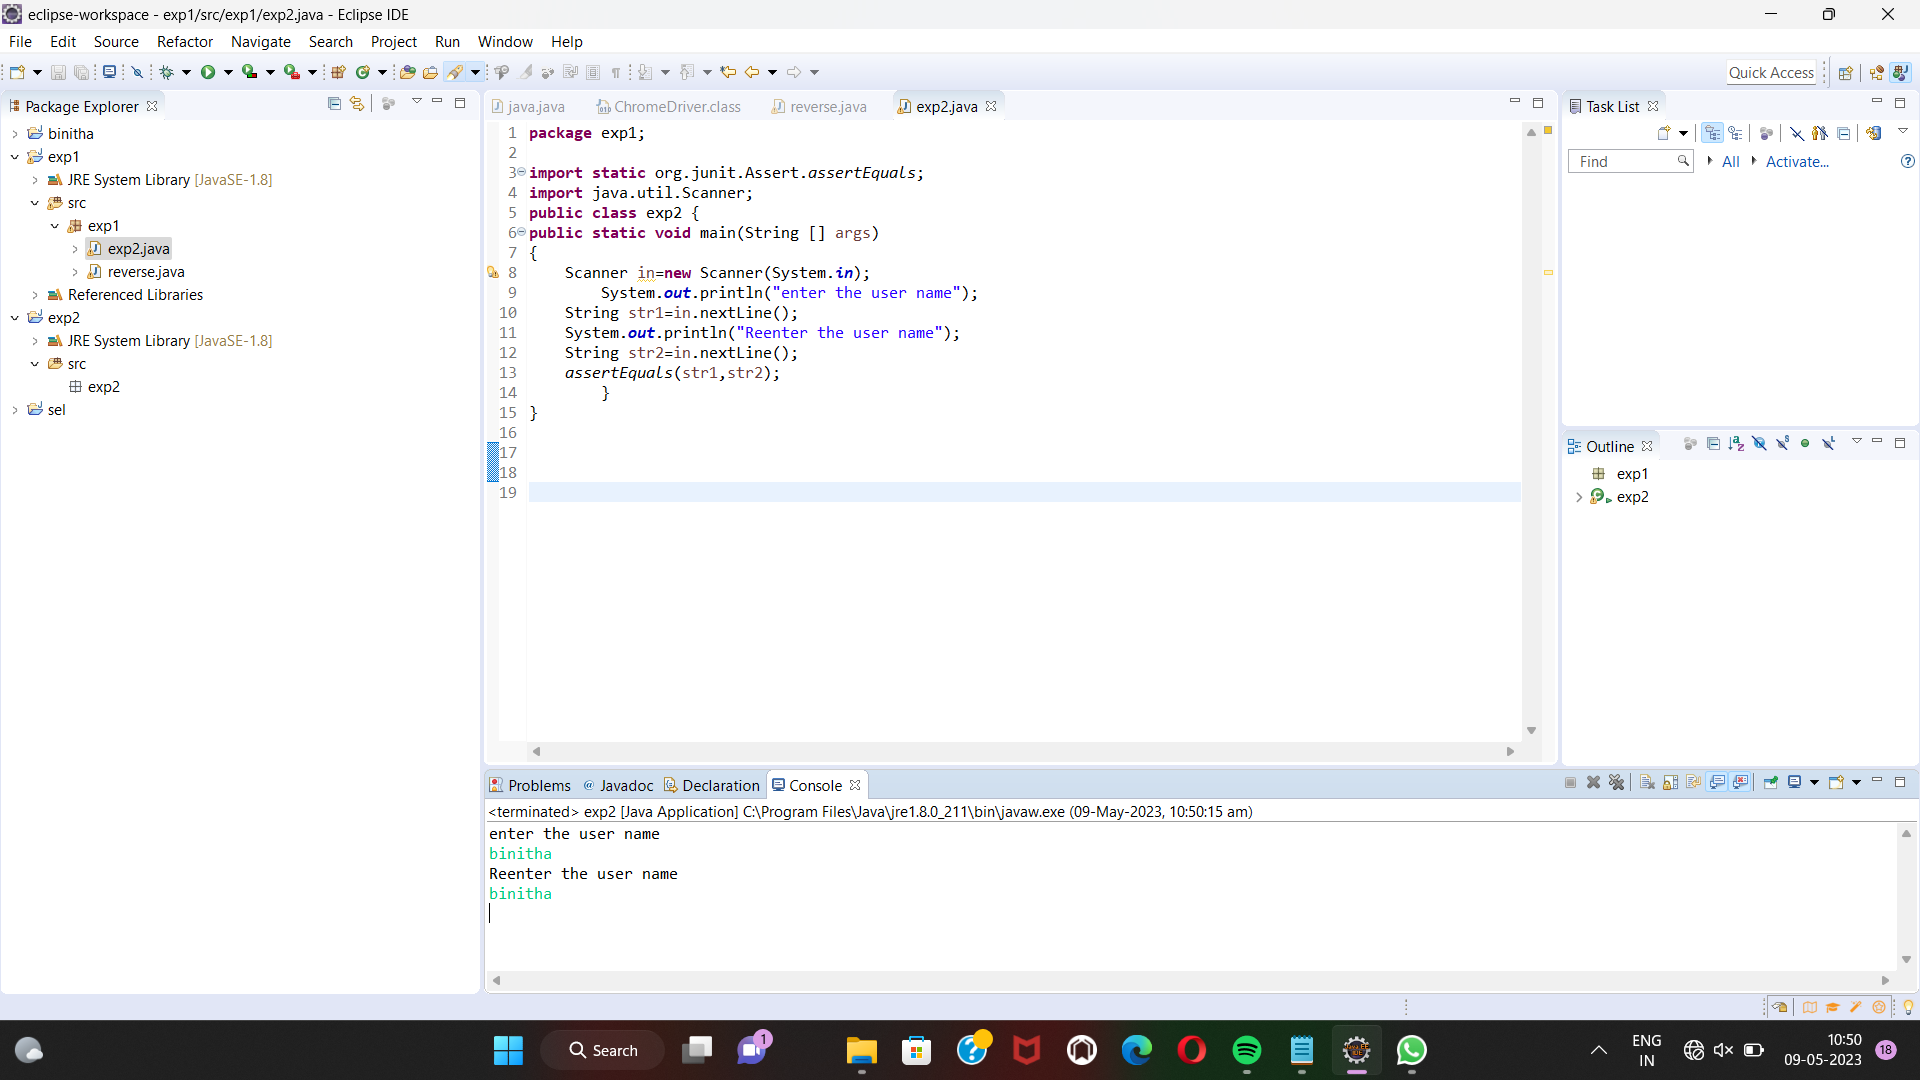 eclipse-workspace - exp1/src/exp1/exp2.java - Eclipse IDE
File Edit Source Refactor Navigate Search Project Run Window Help
Quick Access
Package Explorer
binitha
exp1
JRE System Library [JavaSE-1.8]
src
exp1
exp2.java
reverse.java
Referenced Libraries
exp2
JRE System Library [JavaSE-1.8]
src
exp2
sel
java.java ChromeDriver.class reverse.java exp2.java
1 package exp1;
2
3 import static org.junit.Assert.assertEquals;
4 import java.util.Scanner;
5 public class exp2 {
6 public static void main(String [] args)
7 {
8 Scanner in=new Scanner(System.in);
9 System.out.println("enter the user name");
10 String str1=in.nextLine();
11 System.out.println("Reenter the user name");
12 String str2=in.nextLine();
13 assertEquals(str1,str2);
14 }
15 }
16
17
18
19
Task List
Find All Activate...
Outline
exp1
exp2
Problems @ Javadoc Declaration Console
<terminated> exp2 [Java Application] C:\Program Files\Java\jre1.8.0_211\bin\javaw.exe (09-May-2023, 10:50:15 am)
enter the user name
binitha
Reenter the user name
binitha
Search
1
ENG
IN
10:50
09-05-2023
18